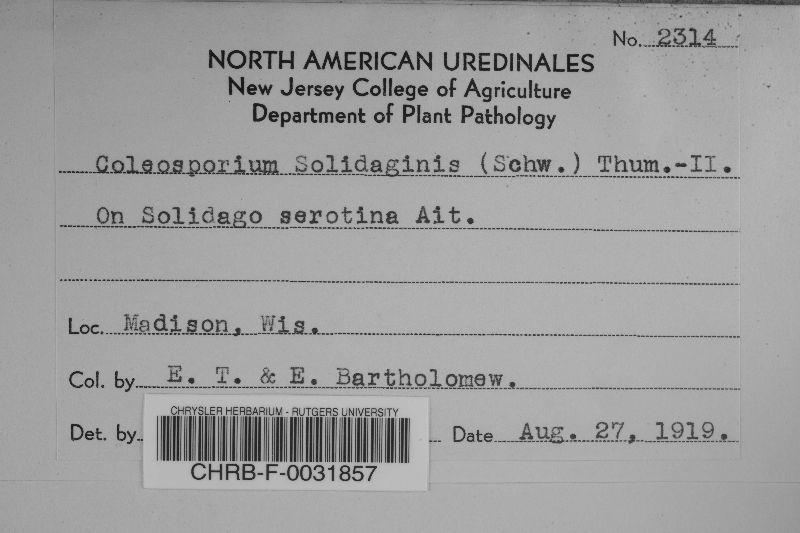 No. 2314
NORTH AMERICAN UREDINALES
New Jersey College of Agriculture
Department of Plant Pathology
Coleosporium Solidaginis (Schw.) Thum.-II.
On Solidago serotina Ait.
Loc. Madison, Wis.
Col. by E. T. & E. Bartholomew.
Det. by Date Aug. 27, 1919.
CHRYSLER HERBARIUM - RUTGERS UNIVERSITY
CHRB-F-0031857